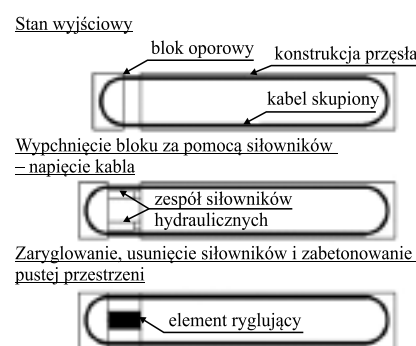 Stan wyjściowy
blok oporowy
konstrukcja przęsła
kabel skupiony
Wypchnięcie bloku za pomocą siłowników
– napięcie kabla
zespół siłowników
hydraulicznych
Zaryglowanie, usunięcie siłowników i zabetonowanie
pustej przestrzeni
element ryglujący